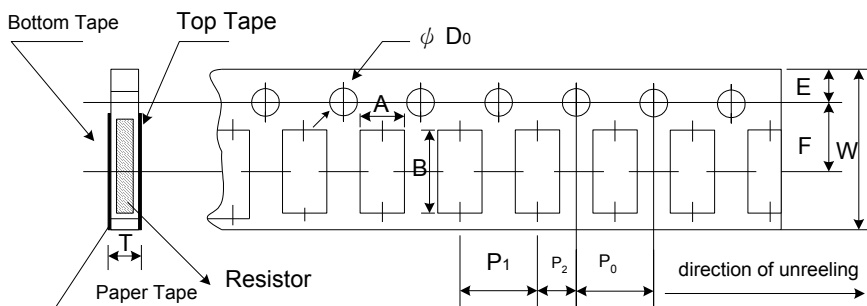 Bottom Tape
Top Tape
ψ D0
E
A
F
W
B
T
Resistor
Paper Tape
P1
P2
P0
direction of unreeling